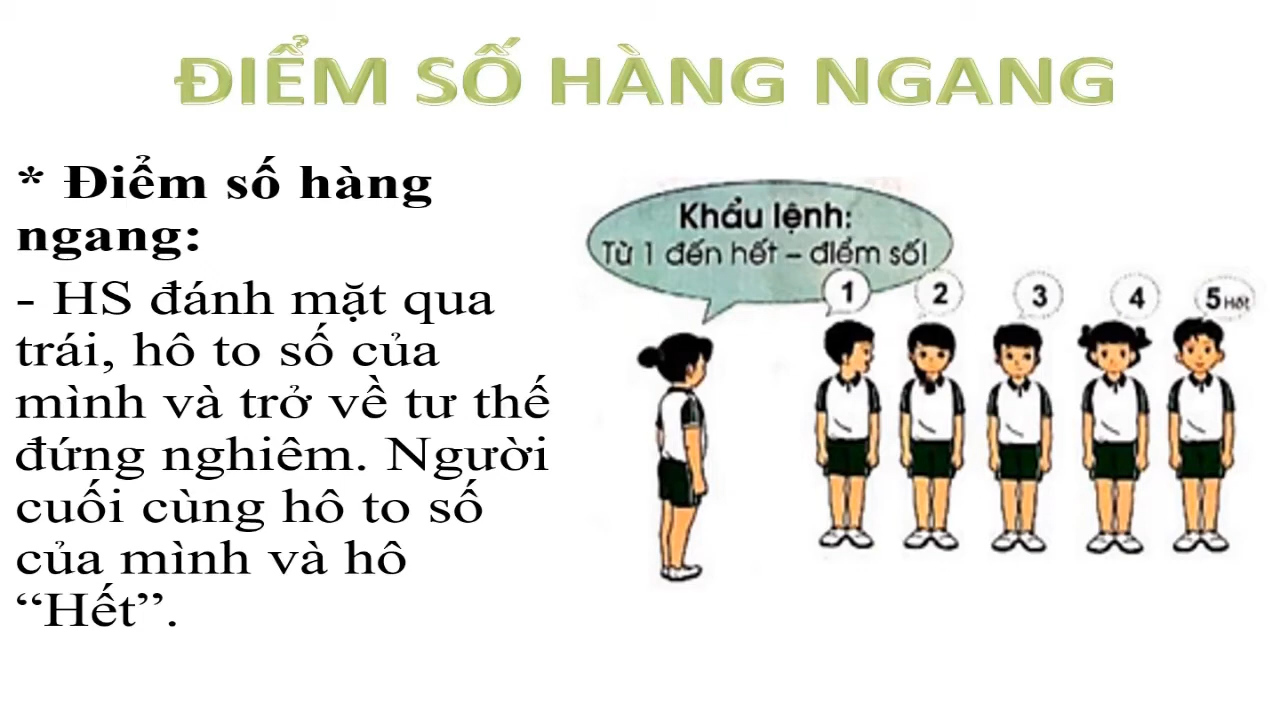 ĐIỂM SỐ HÀNG NGANG
* Điểm số hàng
ngang:
- HS đánh mặt qua
trái, hô to số của
mình và trở về tư thế
đứng nghiêm. Người
cuối cùng hô to số
của mình và hô
“Hết”.
Khẩu lệnh:
Từ 1 đến hết – điểm số!
1
2
3
4
5 Hết